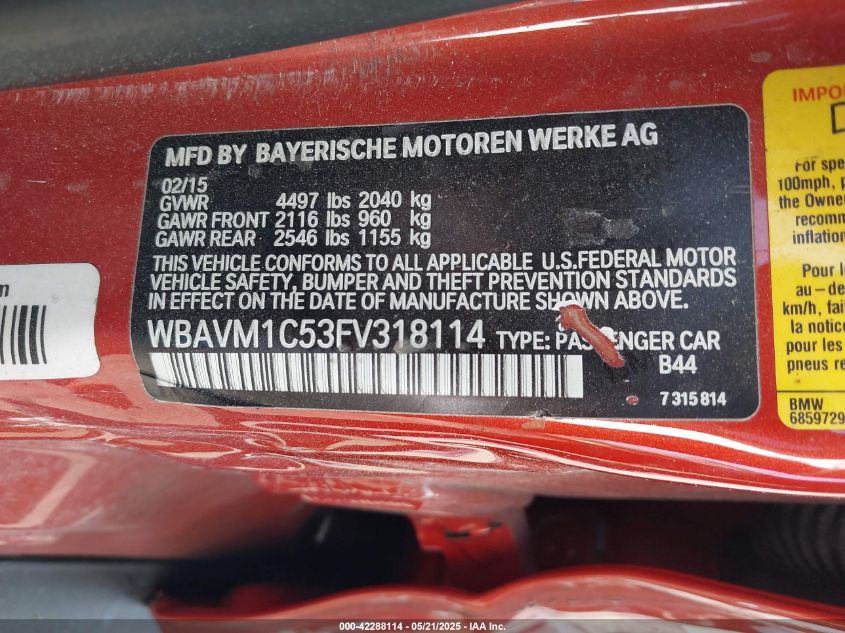 MFD BY BAYERISCHE MOTOREN WERKE AG
02/15
GVWR 4497 lbs 2040 kg
GAWR FRONT 2116 lbs 960 kg
GAWR REAR 2546 lbs 1155 kg
THIS VEHICLE CONFORMS TO ALL APPLICABLE U.S.FEDERAL MOTOR
VEHICLE SAFETY, BUMPER AND THEFT PREVENTION STANDARDS
IN EFFECT ON THE DATE OF MANUFACTURE SHOWN ABOVE.
WBAVM1C53FV318114 TYPE: PASSENGER CAR
B44
7 315 814
IMPO
For spe
100mph, p
the Owne
recomm
inflation
Pour l
au-de
km/h, fai
la notice
pour les
pneus re
BMW
6859729
000-42288114 - 05/21/2025 - IAA Inc.